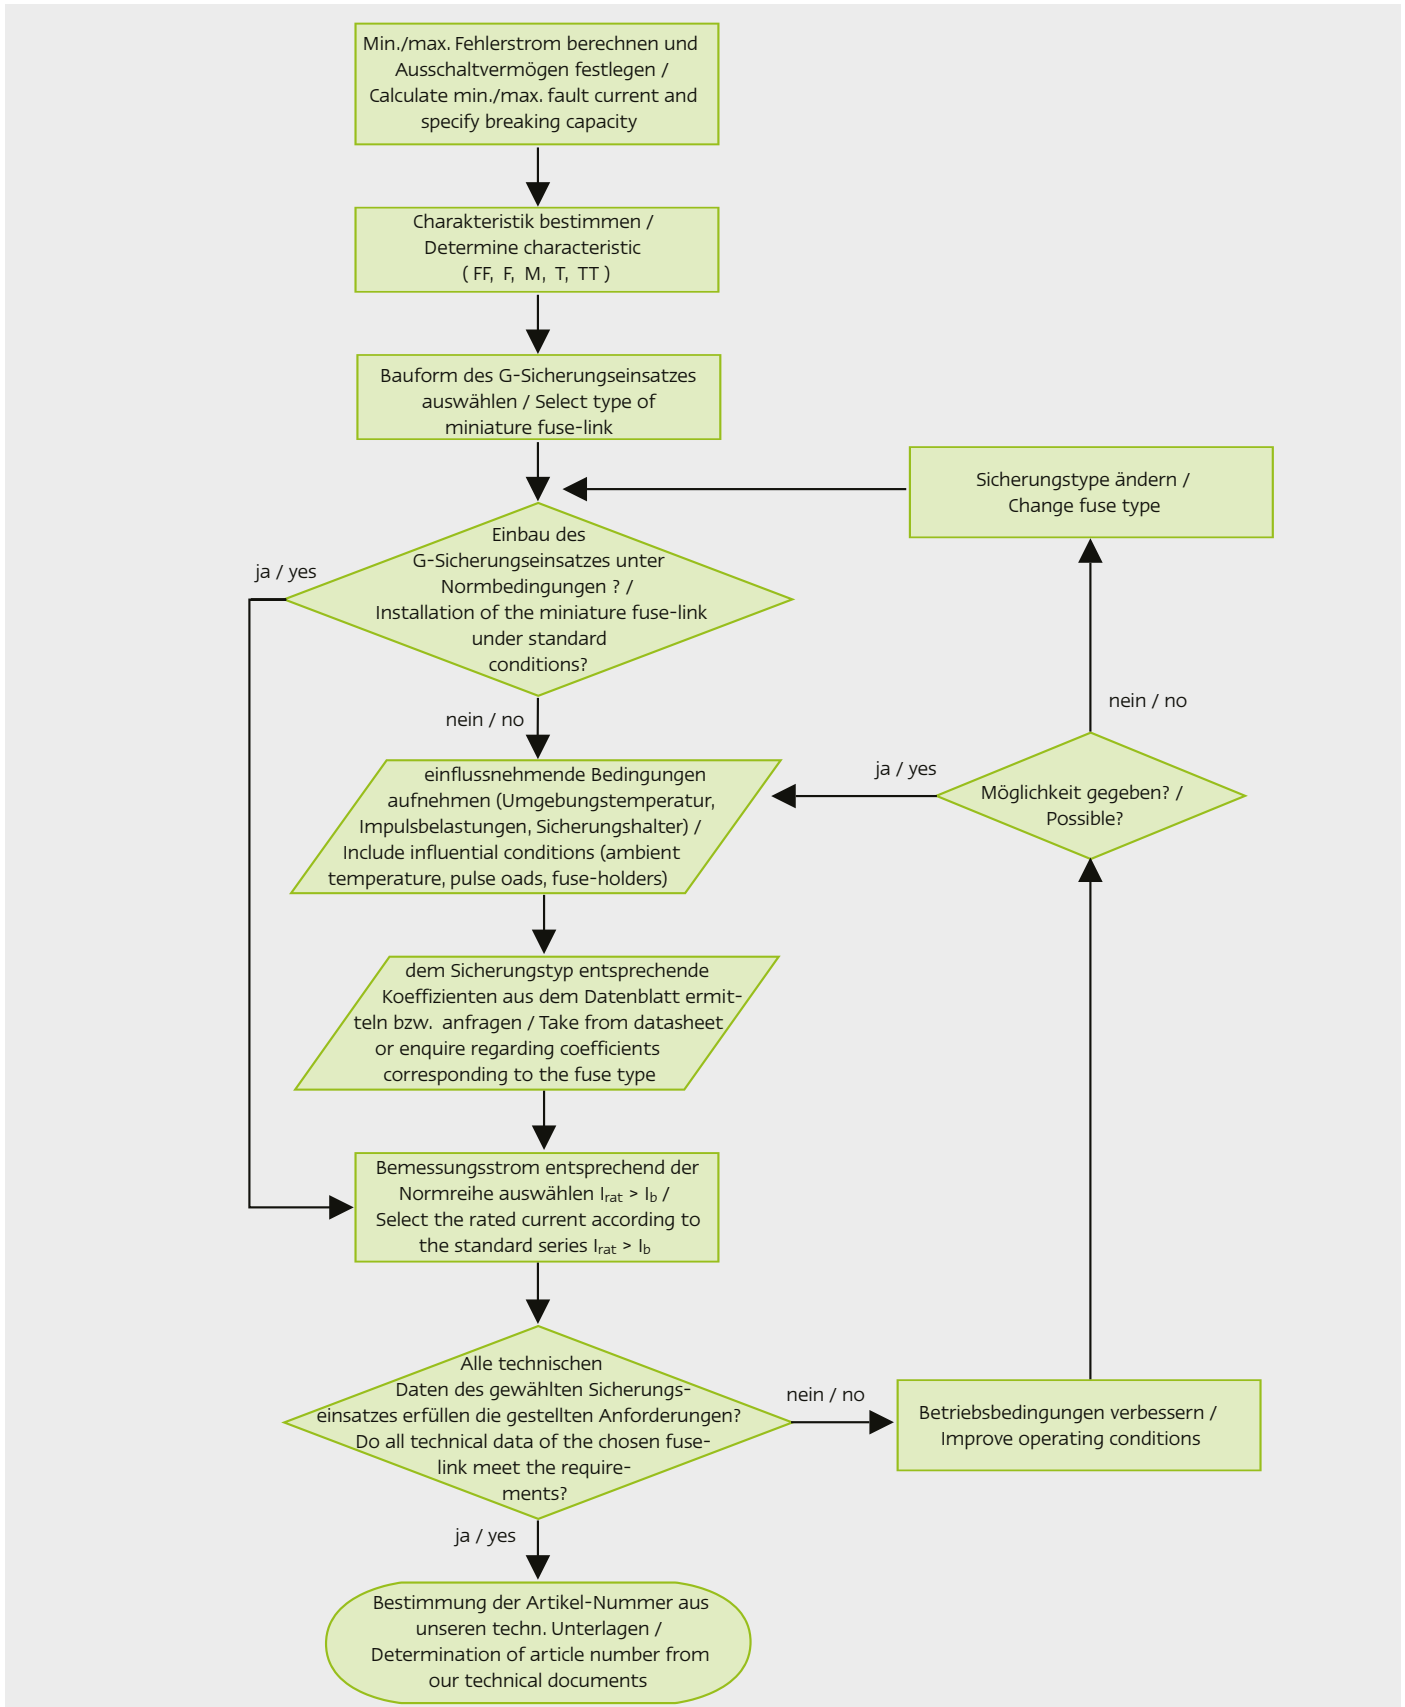 Min./max. Fehlerstrom berechnen und
Ausschaltvermögen festlegen /
Calculate min./max. fault current and
specify breaking capacity
Charakteristik bestimmen /
Determine characteristic
( FF, F, M, T, TT )
Bauform des G-Sicherungseinsatzes
auswählen / Select type of
miniature fuse-link
Sicherungstype ändern /
Change fuse type
Einbau des
G-Sicherungseinsatzes unter
Normbedingungen ? /
Installation of the miniature fuse-link
under standard
conditions?
ja / yes
nein / no
nein / no
ja / yes
Möglichkeit gegeben? /
Possible?
einflussnehmende Bedingungen
aufnehmen (Umgebungstemperatur,
Impulsbelastungen, Sicherungshalter) /
Include influential conditions (ambient
temperature, pulse oads, fuse-holders)
dem Sicherungstyp entsprechende
Koeffizienten aus dem Datenblatt ermit-
teln bzw. anfragen / Take from datasheet
or enquire regarding coefficients
corresponding to the fuse type
Bemessungsstrom entsprechend der
Normreihe auswählen Irat > Ib /
Select the rated current according to
the standard series Irat > Ib
Alle technischen
Daten des gewählten Sicherungs-
einsatzes erfüllen die gestellten Anforderungen?
Do all technical data of the chosen fuse-
link meet the require-
ments?
nein / no
Betriebsbedingungen verbessern /
Improve operating conditions
ja / yes
Bestimmung der Artikel-Nummer aus
unseren techn. Unterlagen /
Determination of article number from
our technical documents